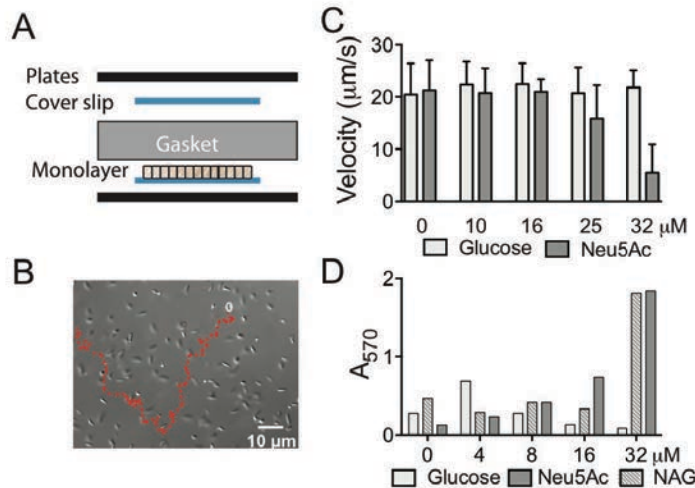 A
Plates
Cover slip
Gasket
Monolayer
B
0
10 µm
C
Velocity (µm/s)
30
20
10
0
0 10 16 25 32 µM
Glucose Neu5Ac
D
A570
2
1
0
0 4 8 16 32 µM
Glucose Neu5Ac NAG